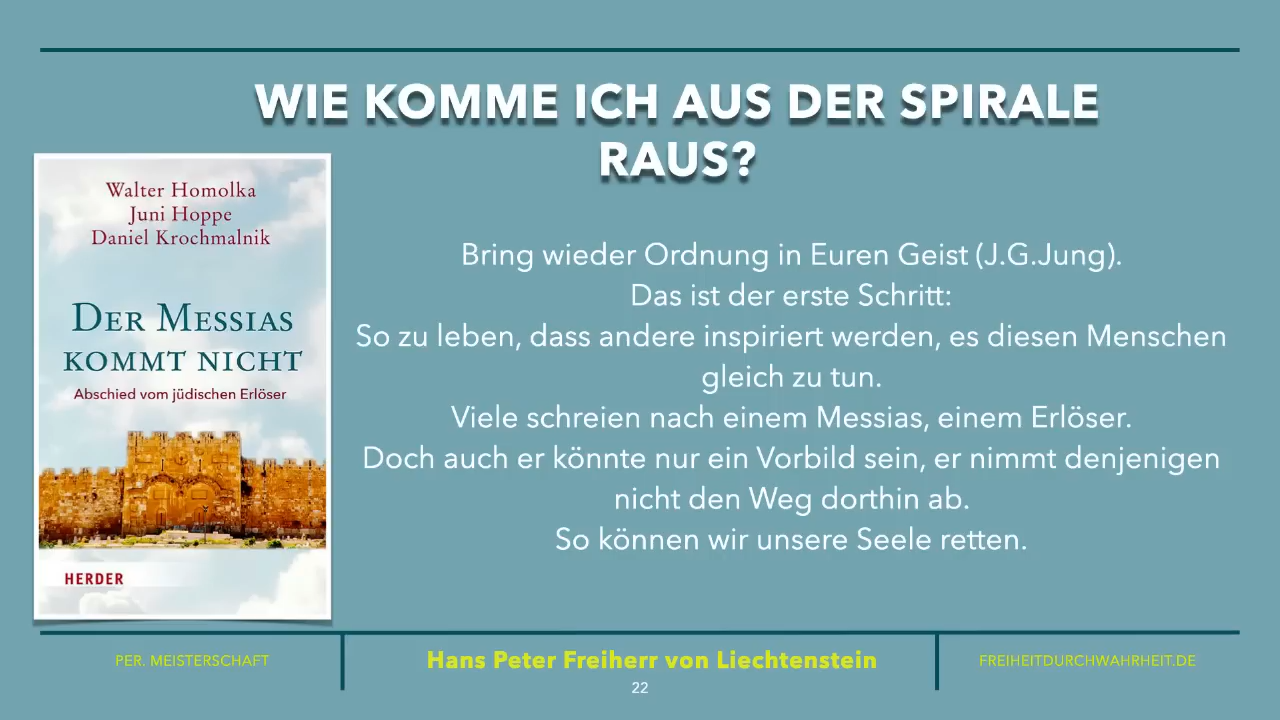 WIE KOMME ICH AUS DER SPIRALE
RAUS?
Walter Homolka
Juni Hoppe
Daniel Krochmalnik
DER MESSIAS
KOMMT NICHT
Abschied vom jüdischen Erlöser
HERDER
Bring wieder Ordnung in Euren Geist (J.G.Jung).
Das ist der erste Schritt:
So zu leben, dass andere inspiriert werden, es diesen Menschen
gleich zu tun.
Viele schreien nach einem Messias, einem Erlöser.
Doch auch er könnte nur ein Vorbild sein, er nimmt denjenigen
nicht den Weg dorthin ab.
So können wir unsere Seele retten.
PER. MEISTERSCHAFT
Hans Peter Freiherr von Liechtenstein
FREIHEITDURCHWAHRHEIT.DE
22